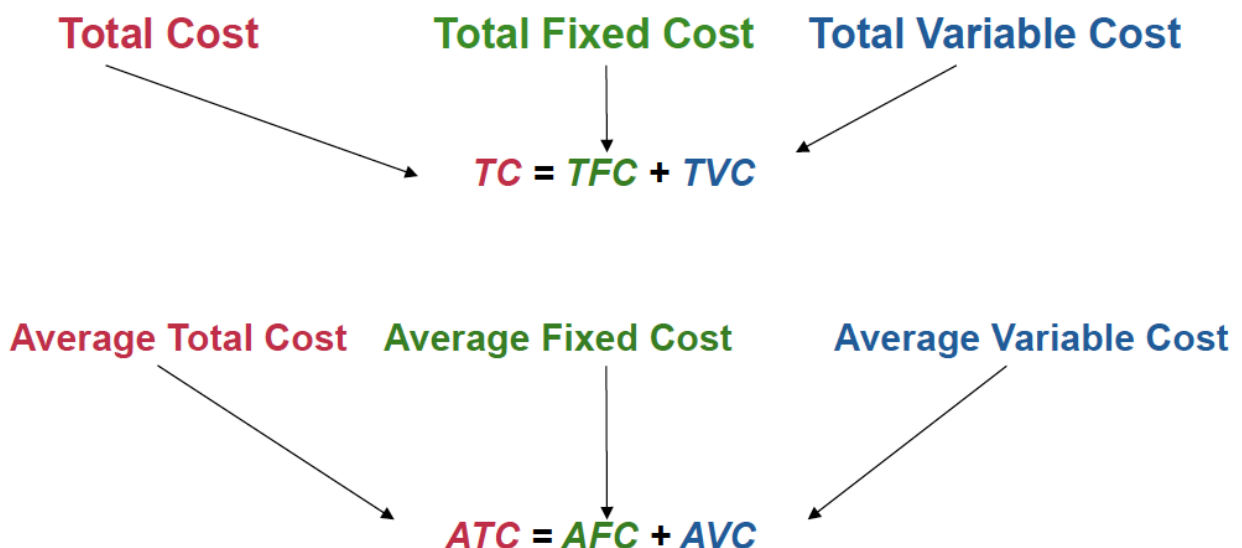 Total Cost Total Fixed Cost Total Variable Cost
TC = TFC + TVC
Average Total Cost Average Fixed Cost Average Variable Cost
ATC = AFC + AVC